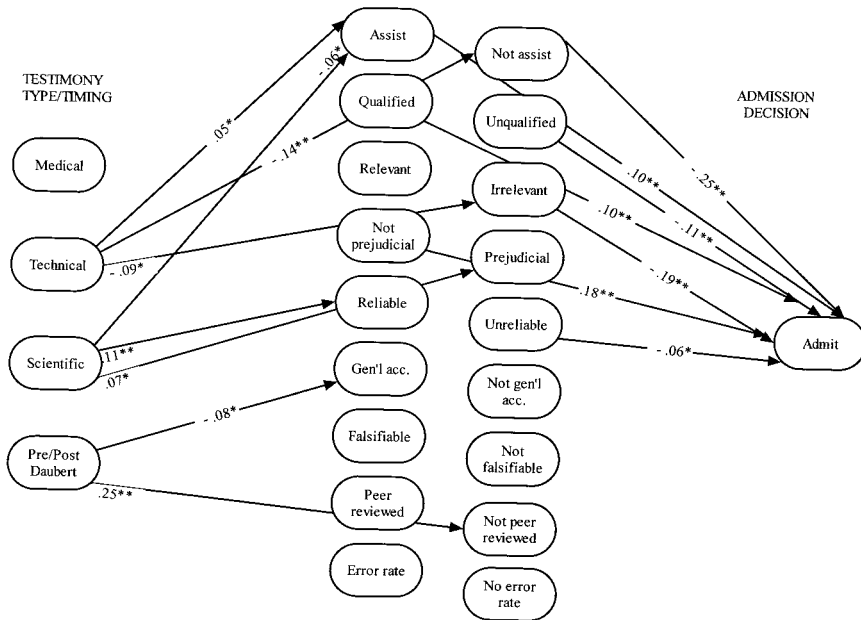 TESTIMONY
TYPE/TIMING
Medical
Technical
Scientific
Pre/Post
Daubert
.05*
- .06*
- .14**
- .09*
.11**
.07*
- .08*
.25**
Assist
Qualified
Relevant
Not
prejudicial
Reliable
Gen'l acc.
Falsifiable
Peer
reviewed
Error rate
Not assist
Unqualified
Irrelevant
Prejudicial
Unreliable
Not gen'l
acc.
Not
falsifiable
Not peer
reviewed
No error
rate
- .25**
.10**
- .11**
.10**
- .19**
.18**
- .06*
ADMISSION
DECISION
Admit